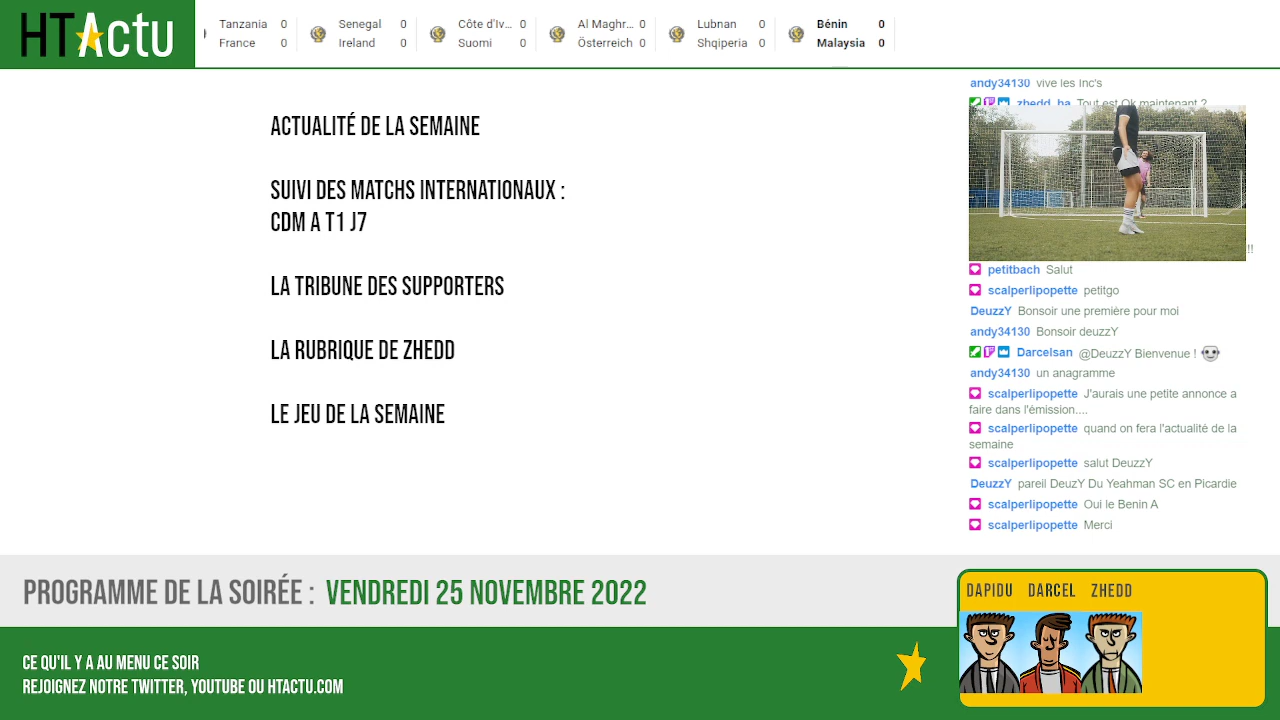 HTActu
Tanzania 0
France 0
Senegal 0
Ireland 0
Côte d'Iv... 0
Suomi 0
Al Maghr... 0
Österreich 0
Lubnan 0
Shqiperia 0
Bénin 0
Malaysia 0
ACTUALITÉ DE LA SEMAINE
SUIVI DES MATCHS INTERNATIONAUX :
CDM A T1 J7
LA TRIBUNE DES SUPPORTERS
LA RUBRIQUE DE ZHEDD
LE JEU DE LA SEMAINE
andy34130 vive les Inc's
zhedd_ha Tout est Ok maintenant ?
!!
petitbach Salut
scalperlipopette petitgo
DeuzzY Bonsoir une première pour moi
andy34130 Bonsoir deuzzY
Darcelsan @DeuzzY Bienvenue !
andy34130 un anagramme
scalperlipopette J'aurais une petite annonce a
faire dans l'émission....
scalperlipopette quand on fera l'actualité de la
semaine
scalperlipopette salut DeuzzY
DeuzzY pareil DeuzY Du Yeahman SC en Picardie
scalperlipopette Oui le Benin A
scalperlipopette Merci
PROGRAMME DE LA SOIRÉE : VENDREDI 25 NOVEMBRE 2022
DAPIDU DARCEL ZHEDD
CE QU'IL Y A AU MENU CE SOIR
REJOIGNEZ NOTRE TWITTER, YOUTUBE OU HTACTU.COM